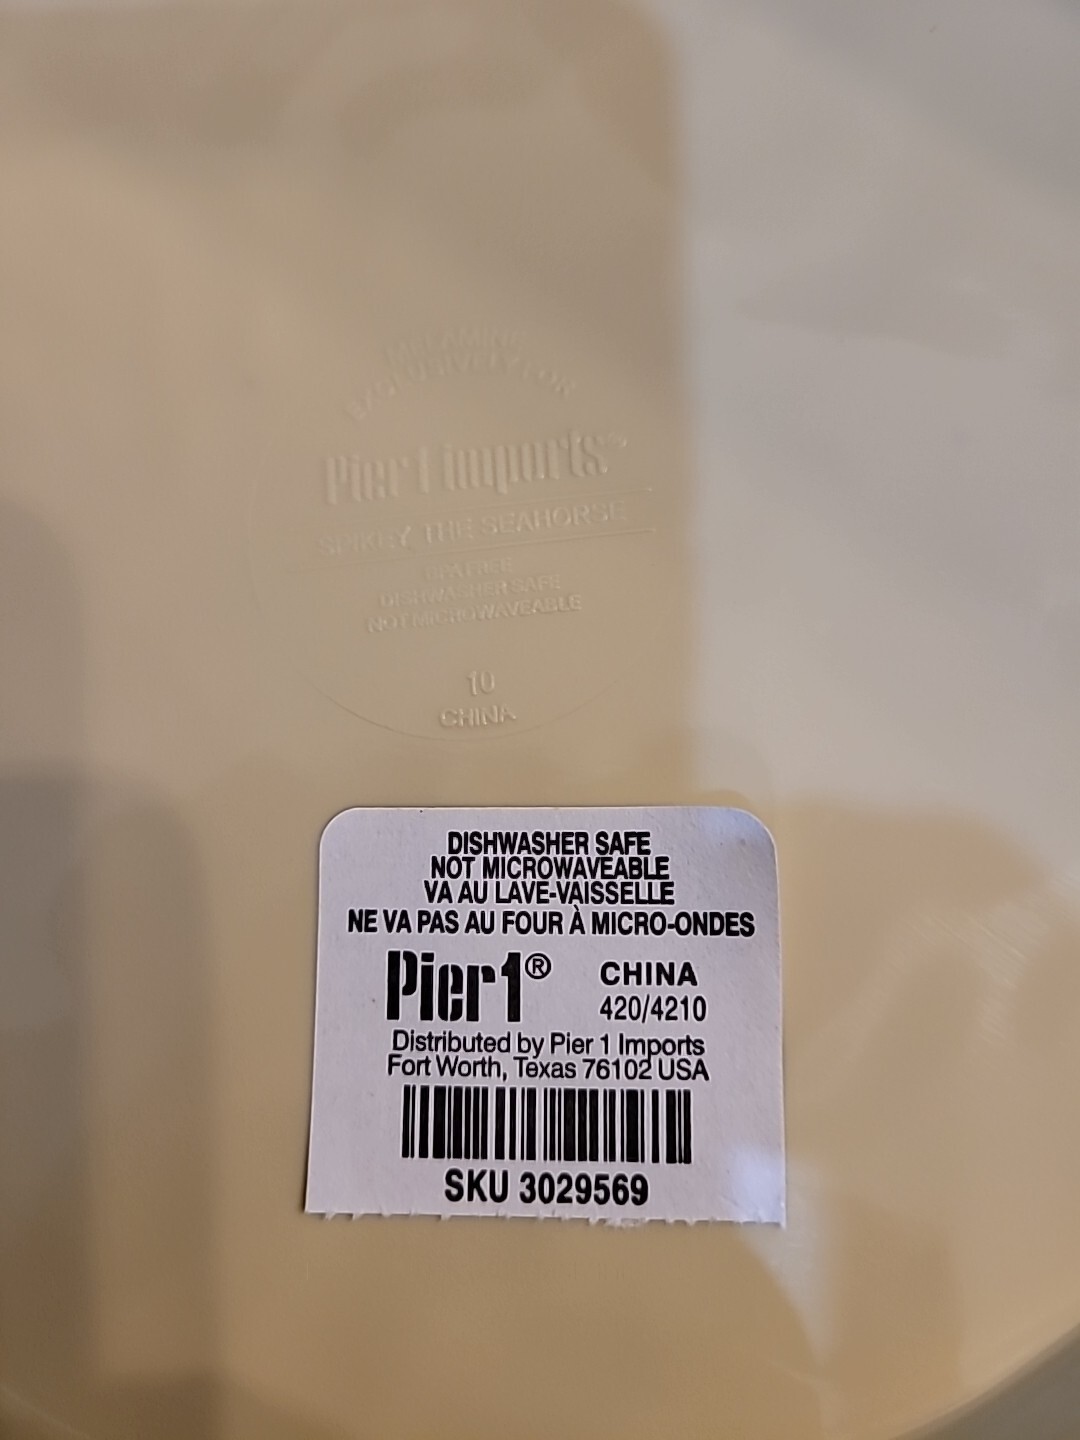 MELAMINE
EXCLUSIVELY FOR
Pier 1 imports®
SPIKEY THE SEAHORSE
BPA FREE
DISHWASHER SAFE
NOT MICROWAVEABLE
10
CHINA
DISHWASHER SAFE
NOT MICROWAVEABLE
VA AU LAVE-VAISSELLE
NE VA PAS AU FOUR À MICRO-ONDES
Pier1® CHINA
420/4210
Distributed by Pier 1 Imports
Fort Worth, Texas 76102 USA
SKU 3029569